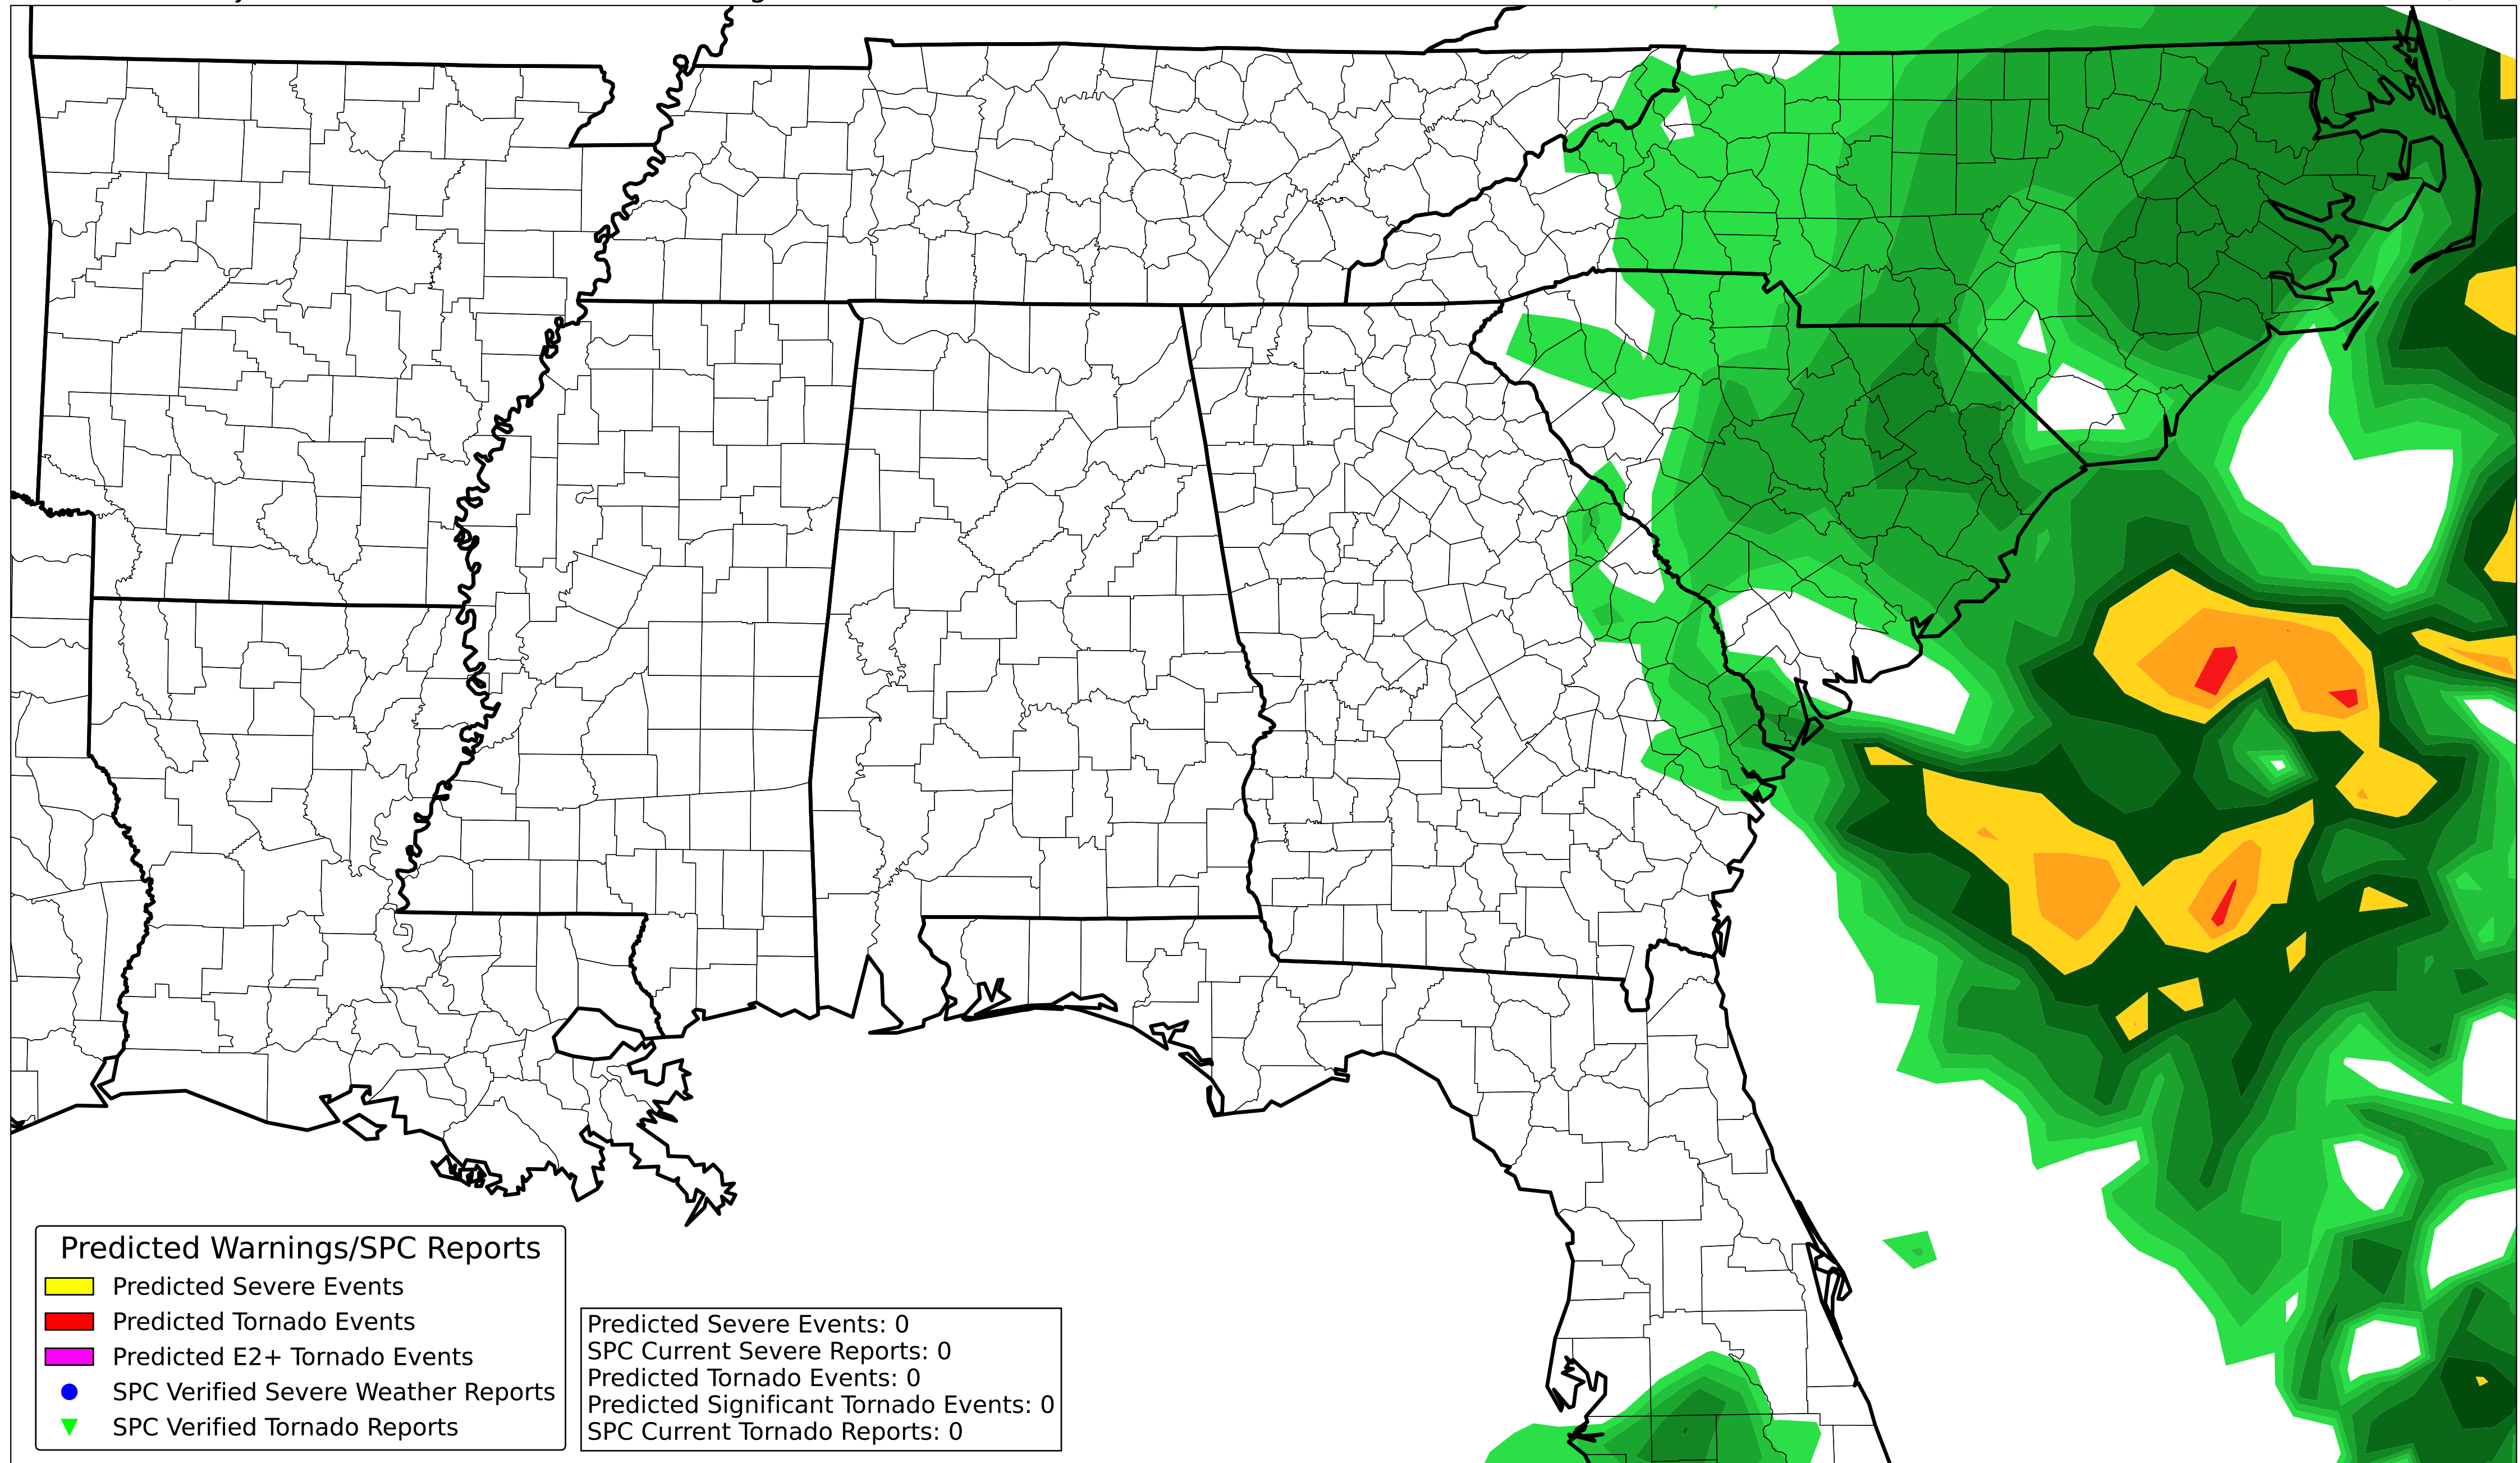 Predicted Warnings/SPC Reports
Predicted Severe Events
Predicted Tornado Events
Predicted E2+ Tornado Events
SPC Verified Severe Weather Reports
SPC Verified Tornado Reports
Predicted Severe Events: 0
SPC Current Severe Reports: 0
Predicted Tornado Events: 0
Predicted Significant Tornado Events: 0
SPC Current Tornado Reports: 0